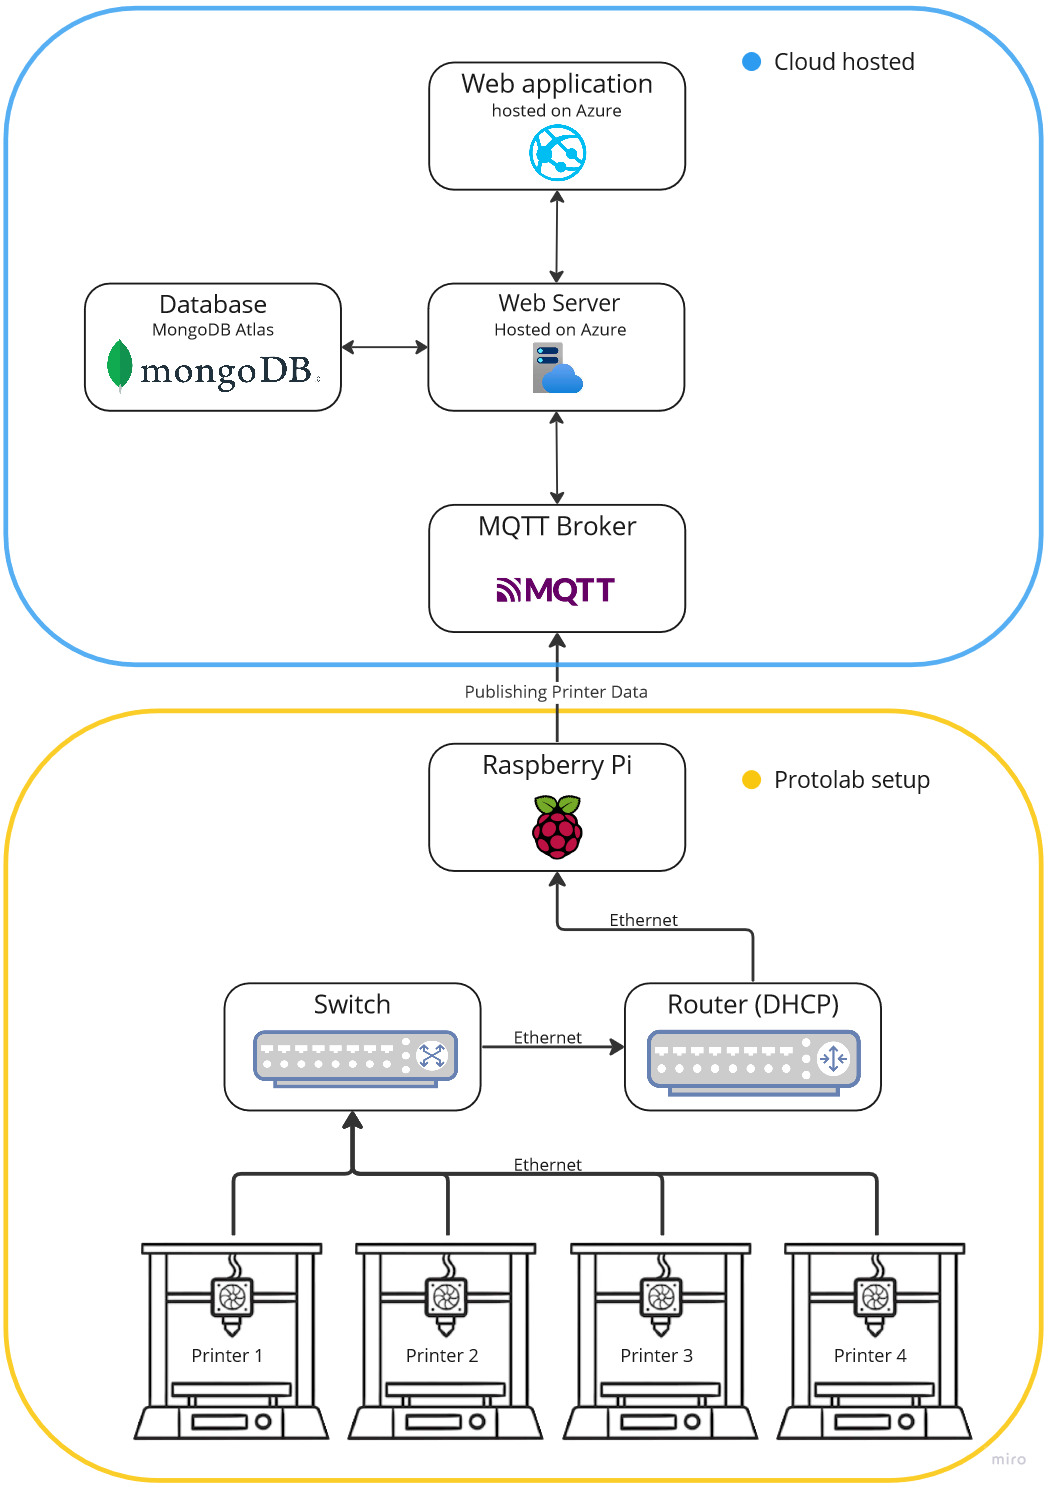 Cloud hosted
Web application
hosted on Azure
Database
MongoDB Atlas
mongoDB
Web Server
Hosted on Azure
MQTT Broker
MQTT
Publishing Printer Data
Raspberry Pi
Protolab setup
Ethernet
Switch
Router (DHCP)
Ethernet
Ethernet
Printer 1
Printer 2
Printer 3
Printer 4
miro